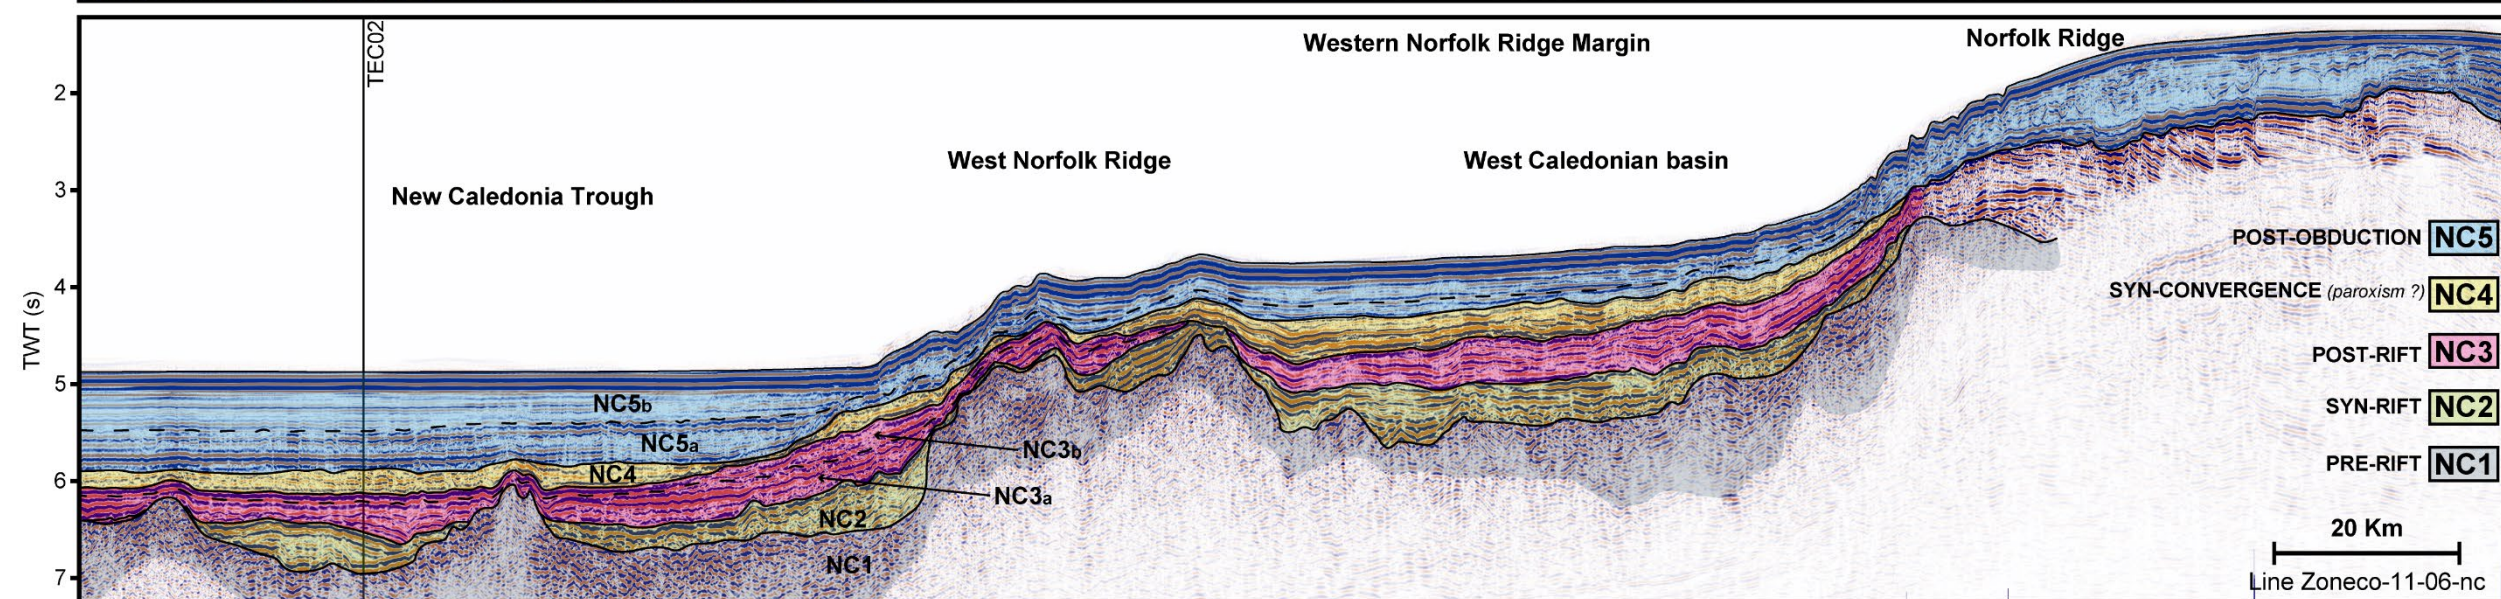 TEC02
Western Norfolk Ridge Margin
Norfolk Ridge
2
West Norfolk Ridge
West Caledonian basin
3
New Caledonia Trough
POST-OBDUCTION NC5
4
SYN-CONVERGENCE (paroxism ?) NC4
TWT (s)
POST-RIFT NC3
5
NC5b
SYN-RIFT NC2
NC5a
NC3b
PRE-RIFT NC1
NC4
6
NC3a
NC2
20 Km
NC1
7
Line Zoneco-11-06-nc